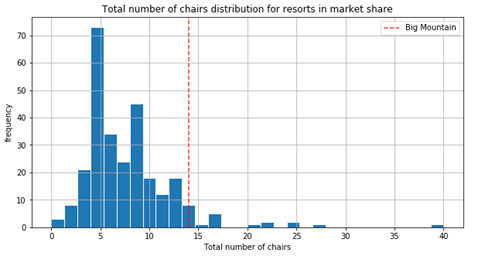 Total number of chairs distribution for resorts in market share
Big Mountain
70
60
50
40
30
20
10
0
frequency
0 5 10 15 20 25 30 35 40
Total number of chairs